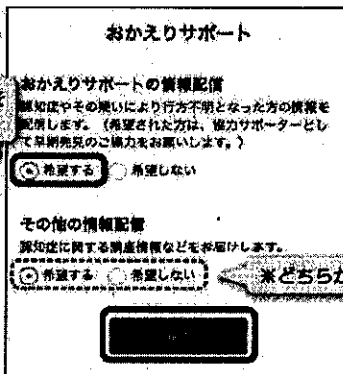 おかえりサポート
おかえりサポートの情報配信
認知症やその疑いにより行方不明となった方の情報を
配信します。（希望された方は、協力サポーターとし
て早期発見のご協力をお願いします。）
希望する 希望しない
その他の情報配信
認知症に関する講座情報などをお届けします。
希望する 希望しない
※どちらか